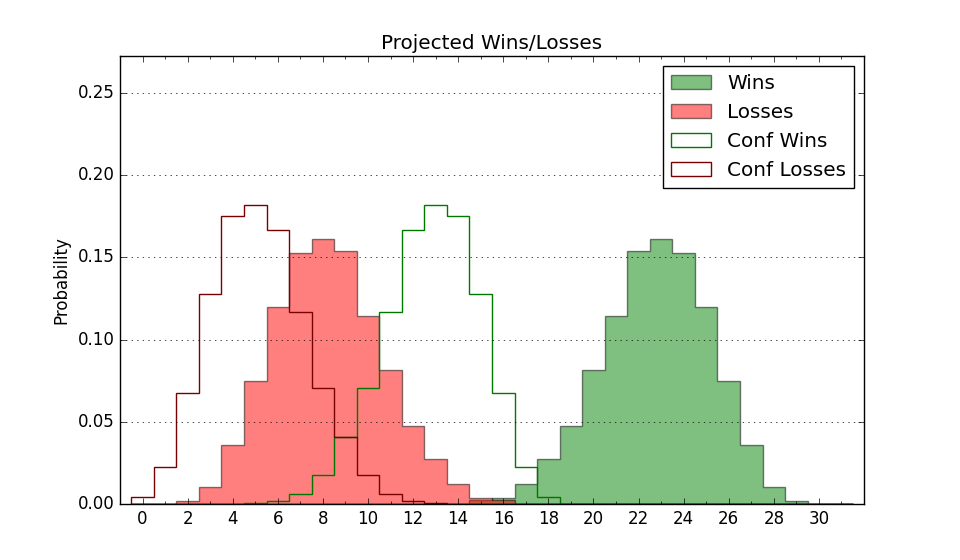 Projected Wins/Losses
Wins
Losses
Conf Wins
Conf Losses
Probability
0.25
0.20
0.15
0.10
0.05
0.00
0 2 4 6 8 10 12 14 16 18 20 22 24 26 28 30